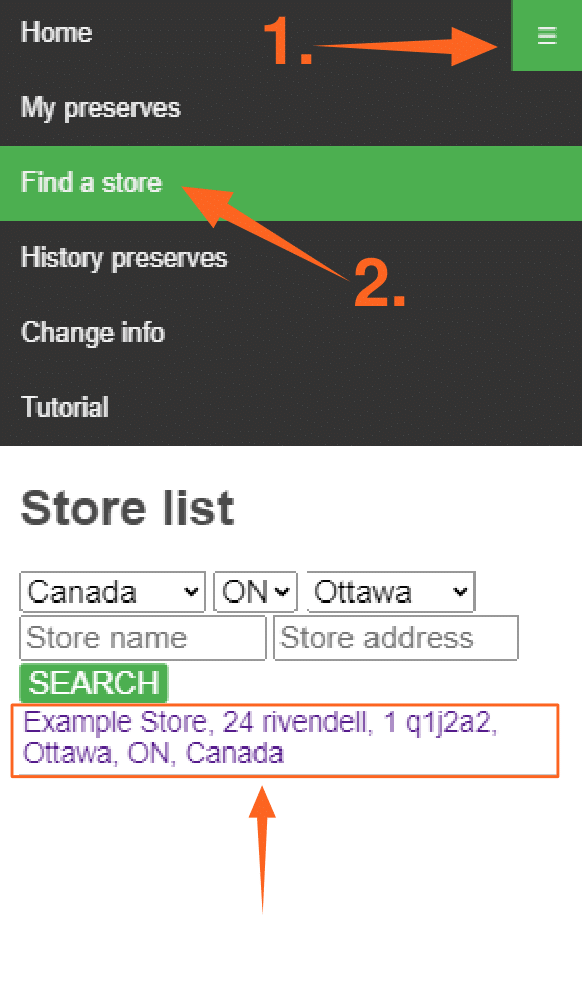 Home
1.
☰
My preserves
Find a store
History preserves
2.
Change info
Tutorial
Store list
Canada ON Ottawa
Store name Store address
SEARCH
Example Store, 24 rivendell, 1 q1j2a2,
Ottawa, ON, Canada